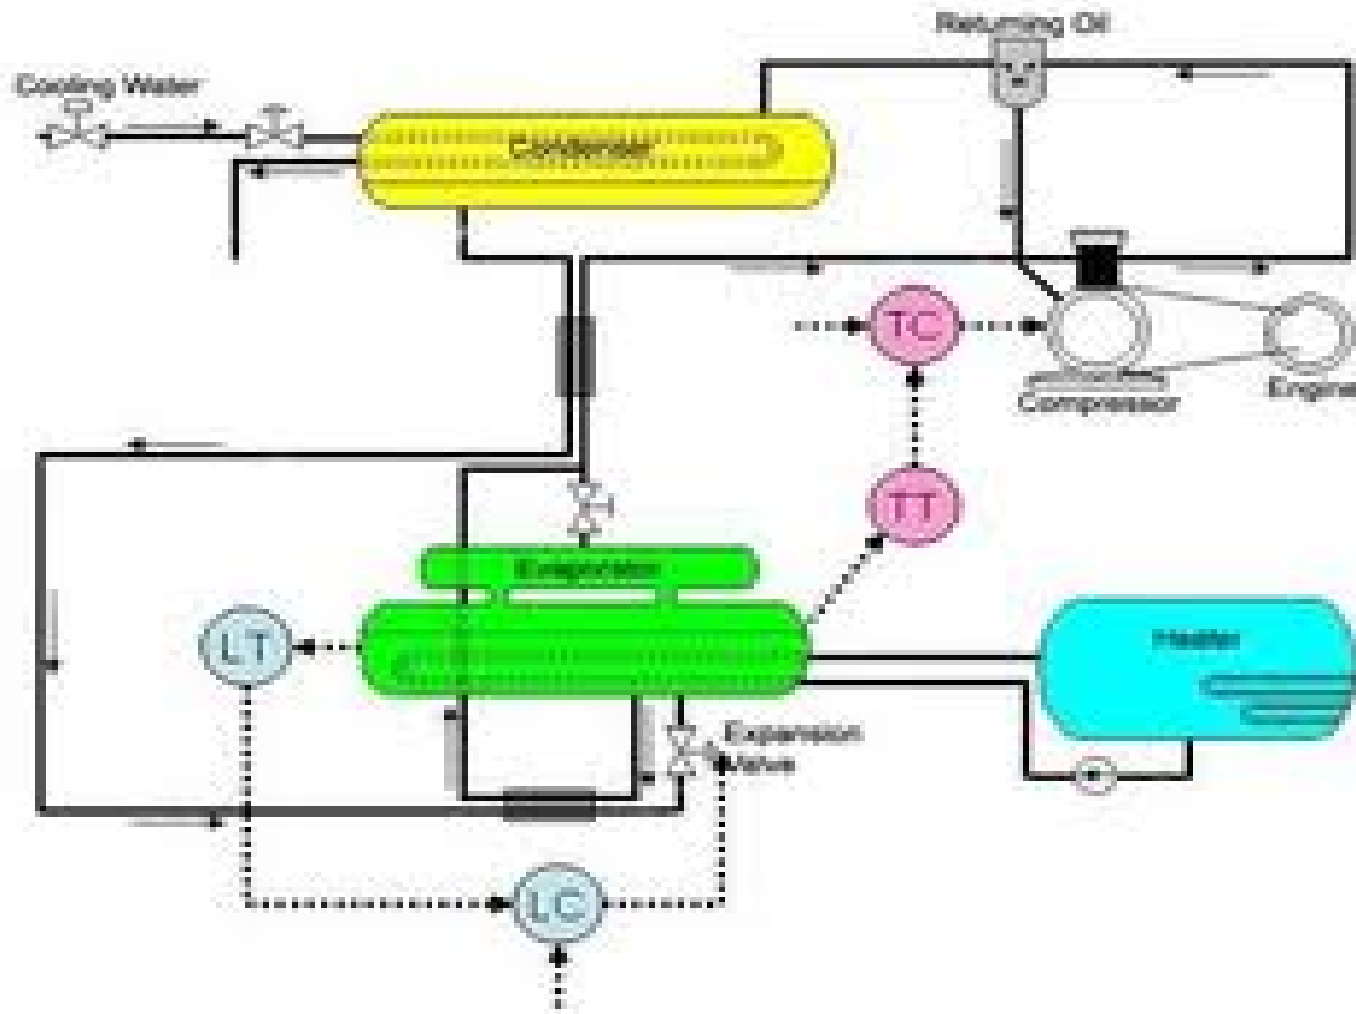 Returning Oil
Cooling Water
Condenser
TC
Engine
Compressor
TT
Evaporator
LT
Heater
Expansion
Valve
LC